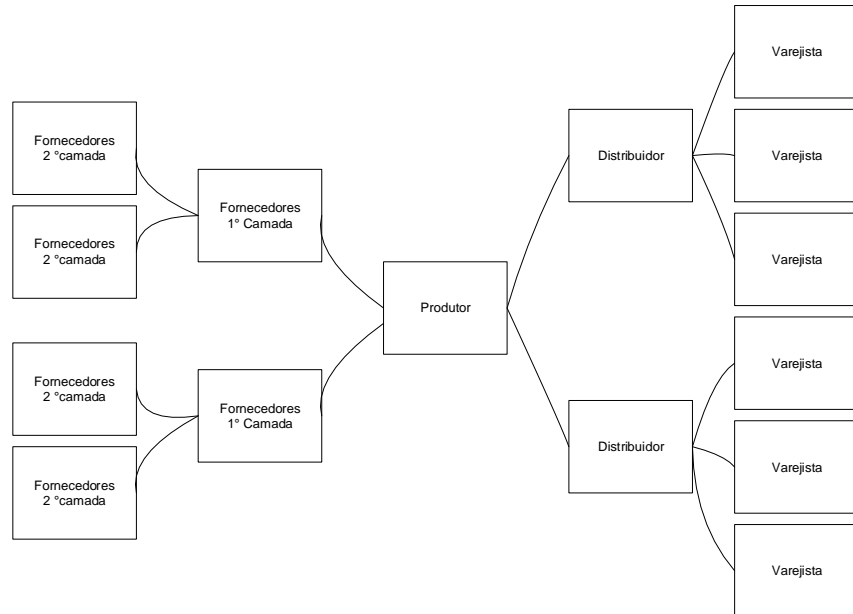 Fornecedores
2 °camada
Fornecedores
2 °camada
Fornecedores
2 °camada
Fornecedores
2 °camada
Fornecedores
1° Camada
Fornecedores
1° Camada
Produtor
Distribuidor
Distribuidor
Varejista
Varejista
Varejista
Varejista
Varejista
Varejista